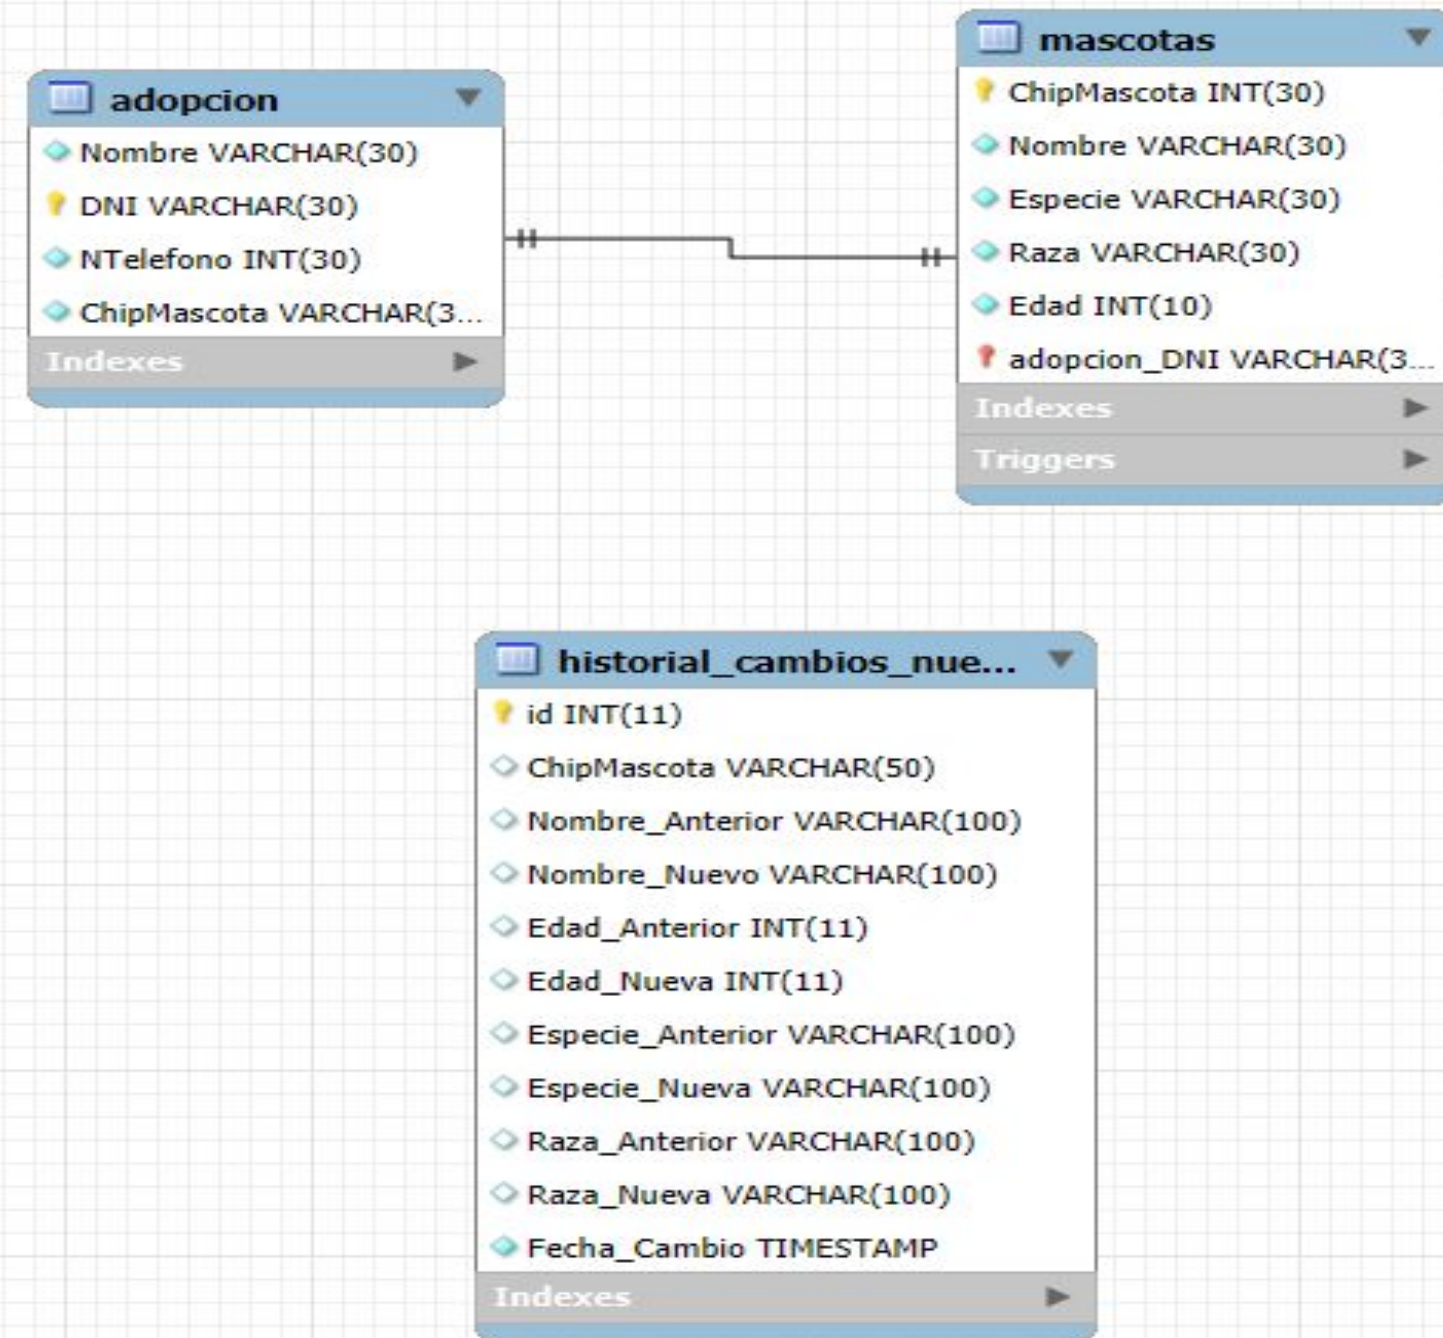 adopcion
Nombre VARCHAR(30)
DNI VARCHAR(30)
NTelefono INT(30)
ChipMascota VARCHAR(3...
Indexes
mascotas
ChipMascota INT(30)
Nombre VARCHAR(30)
Especie VARCHAR(30)
Raza VARCHAR(30)
Edad INT(10)
adopcion_DNI VARCHAR(3...
Indexes
Triggers
historial_cambios_nue...
id INT(11)
ChipMascota VARCHAR(50)
Nombre_Anterior VARCHAR(100)
Nombre_Nuevo VARCHAR(100)
Edad_Anterior INT(11)
Edad_Nueva INT(11)
Especie_Anterior VARCHAR(100)
Especie_Nueva VARCHAR(100)
Raza_Anterior VARCHAR(100)
Raza_Nueva VARCHAR(100)
Fecha_Cambio TIMESTAMP
Indexes